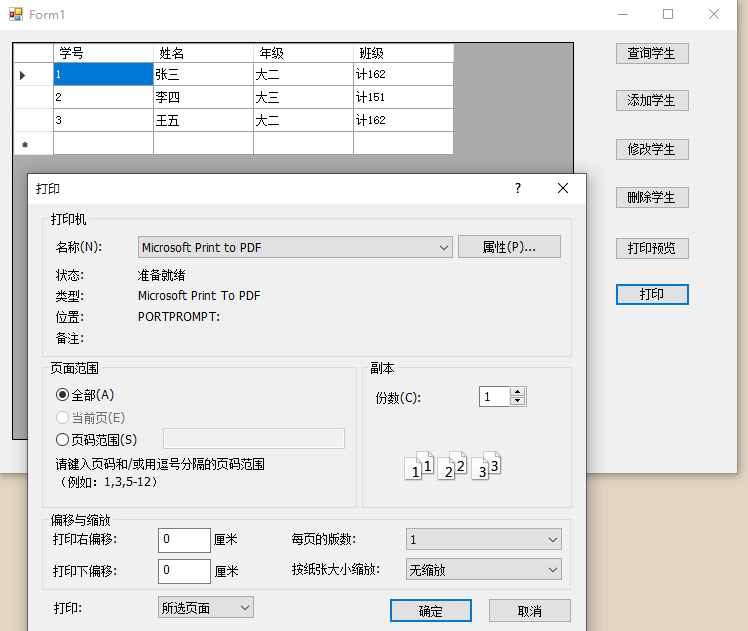 Form1
学号 姓名 年级 班级
1 张三 大二 计162
2 李四 大三 计151
3 王五 大二 计162
查询学生
添加学生
修改学生
删除学生
打印预览
打印
打印
打印机
名称(N): Microsoft Print to PDF 属性(P)...
状态: 准备就绪
类型: Microsoft Print To PDF
位置: PORTPROMPT:
备注:
页面范围
全部(A)
当前页(E)
页码范围(S)
请键入页码和/或用逗号分隔的页码范围
（例如：1,3,5-12）
副本
份数(C): 1
1 1 2 2 3 3
偏移与缩放
打印右偏移: 0 厘米 每页的版数: 1
打印下偏移: 0 厘米 按纸张大小缩放: 无缩放
打印: 所选页面 确定 取消